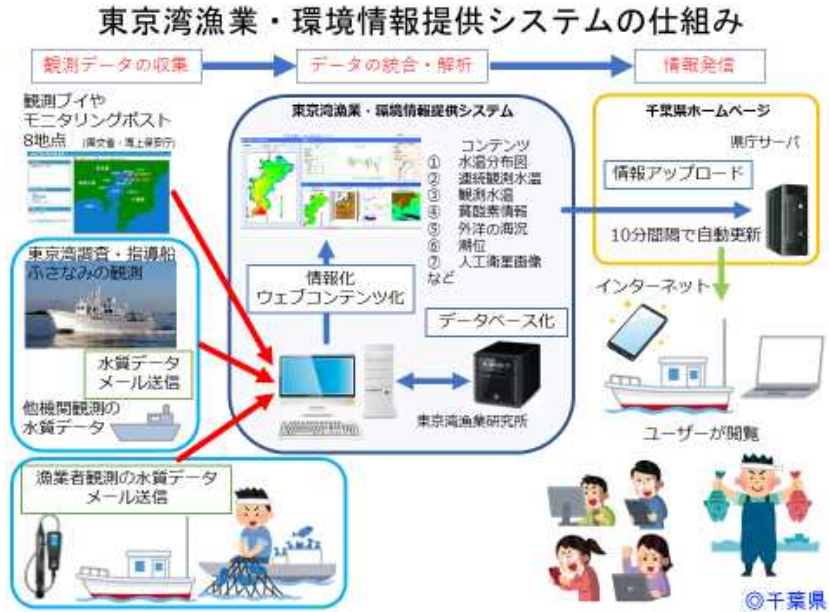 東京湾漁業・環境情報提供システムの仕組み
観測データの収集
データの統合・解析
情報発信
観測ブイや
モニタリングポスト
8地点 (国交省・海上保安庁)
東京湾調査・指導船
ふさなみの観測
水質データ
メール送信
他機関観測の
水質データ
漁業者観測の水質データ
メール送信
東京湾漁業・環境情報提供システム
コンテンツ
① 水温分布図
② 連続観測水温
③ 観測水温
④ 貧酸素情報
⑤ 外洋の海況
⑥ 潮位
⑦ 人工衛星画像
など
情報化
ウェブコンテンツ化
データベース化
東京湾漁業研究所
千葉県ホームページ
県庁サーバ
情報アップロード
10分間隔で自動更新
インターネット
ユーザーが閲覧
◎千葉県